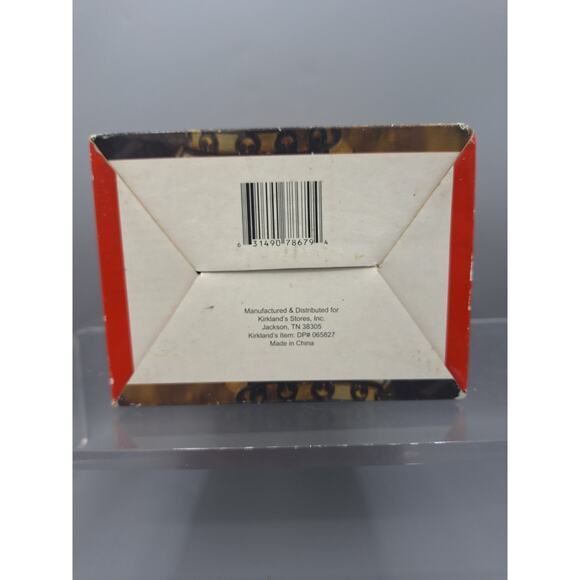 6 31490 78679 4
Manufactured & Distributed for
Kirkland's Stores, Inc.
Jackson, TN 38305
Kirkland's Item: DP# 065827
Made in China